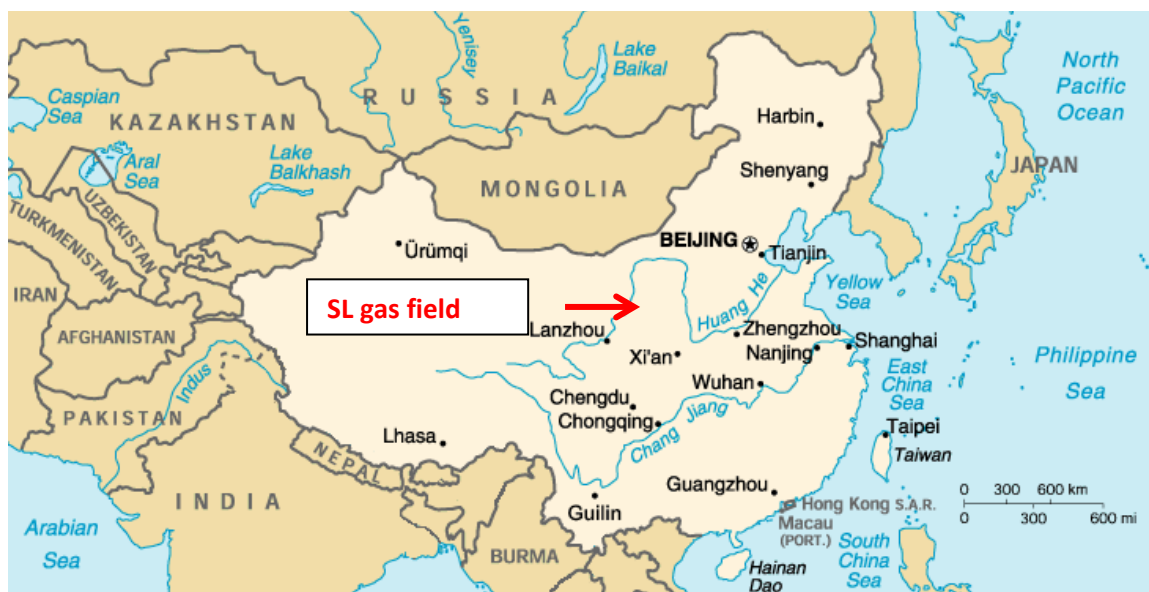 Yenisey
Lake
Baikal
North
Pacific
Ocean
RUSSIA
Caspian
Sea
KAZAKHSTAN
Harbin
Aral
Sea
Lake
Balkhash
MONGOLIA
Shenyang
JAPAN
UZBEKISTAN
TURKMENISTAN
Ürümqi
BEIJING
Tianjin
IRAN
SL gas field
Huang He
Yellow
Sea
AFGHANISTAN
Lanzhou
Zhengzhou
Shanghai
Xi'an
Nanjing
Philippine
Sea
Indus
Wuhan
East
China
Sea
PAKISTAN
Chengdu
Chongqing
Chang Jiang
Lhasa
NEPAL
Taipei
Taiwan
INDIA
Guangzhou
0 300 600 km
0 300 600 mi
Guilin
Hong Kong S.A.R.
Macau
(PORT.)
Arabian
Sea
BURMA
South
China
Sea
Hainan
Dao